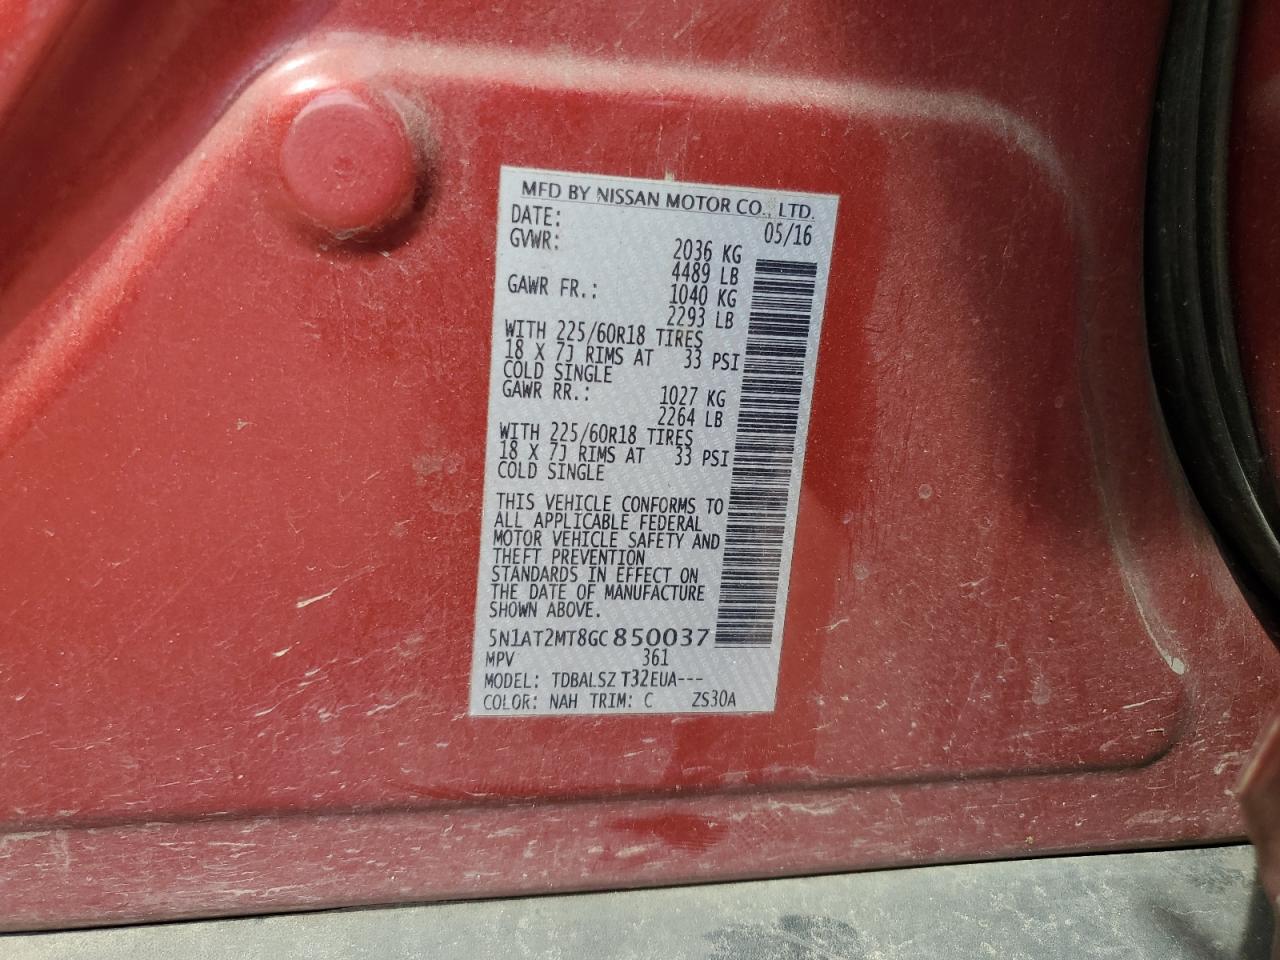 MFD BY NISSAN MOTOR CO., LTD.
DATE: 05/16
GVWR: 2036 KG
4489 LB
GAWR FR.: 1040 KG
2293 LB
WITH 225/60R18 TIRES
18 X 7J RIMS AT 33 PSI
COLD SINGLE
GAWR RR.: 1027 KG
2264 LB
WITH 225/60R18 TIRES
18 X 7J RIMS AT 33 PSI
COLD SINGLE
THIS VEHICLE CONFORMS TO
ALL APPLICABLE FEDERAL
MOTOR VEHICLE SAFETY AND
THEFT PREVENTION
STANDARDS IN EFFECT ON
THE DATE OF MANUFACTURE
SHOWN ABOVE.
5N1AT2MT8GC850037
MPV 361
MODEL: TDBALSZ T32EUA---
COLOR: NAH TRIM: C ZS30A